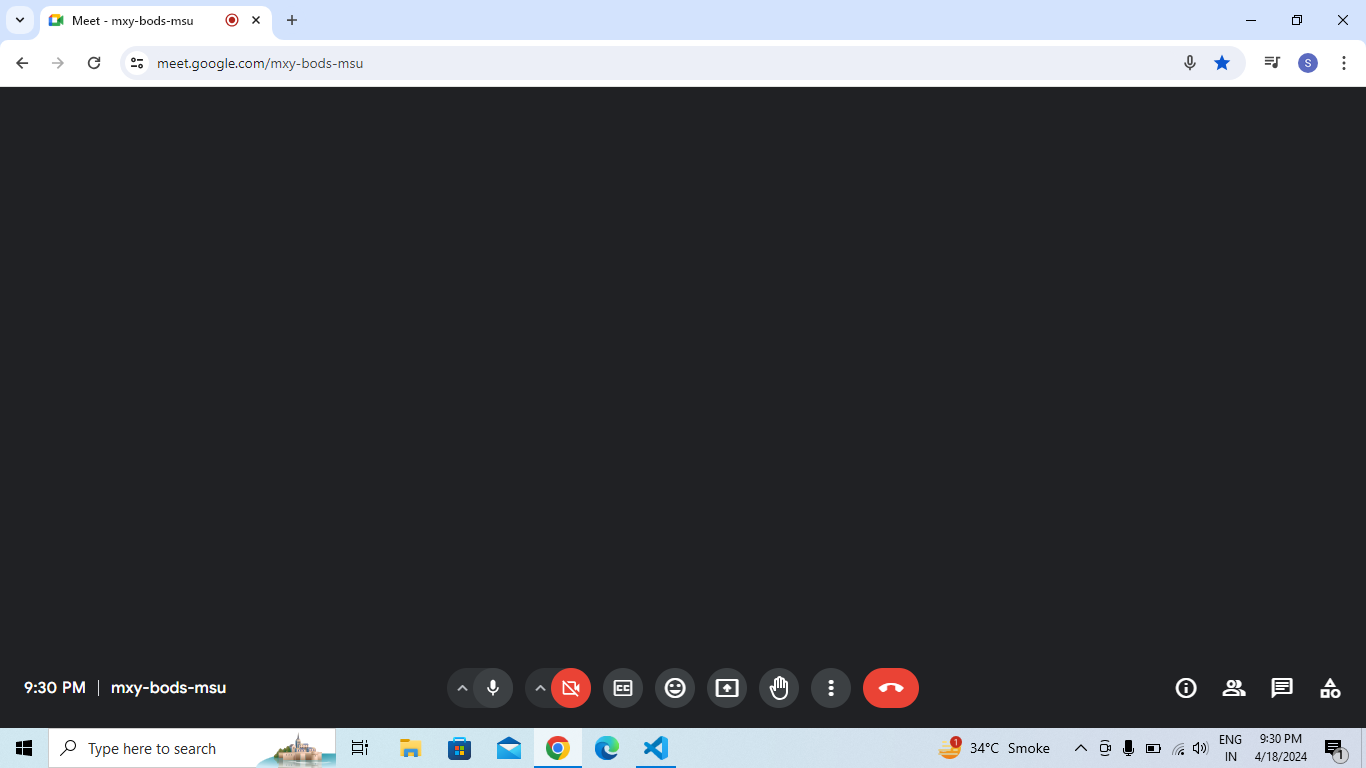 Meet - mxy-bods-msu
meet.google.com/mxy-bods-msu
S
9:30 PM | mxy-bods-msu
CC
Type here to search
1
34°C Smoke
ENG
IN
9:30 PM
4/18/2024
1